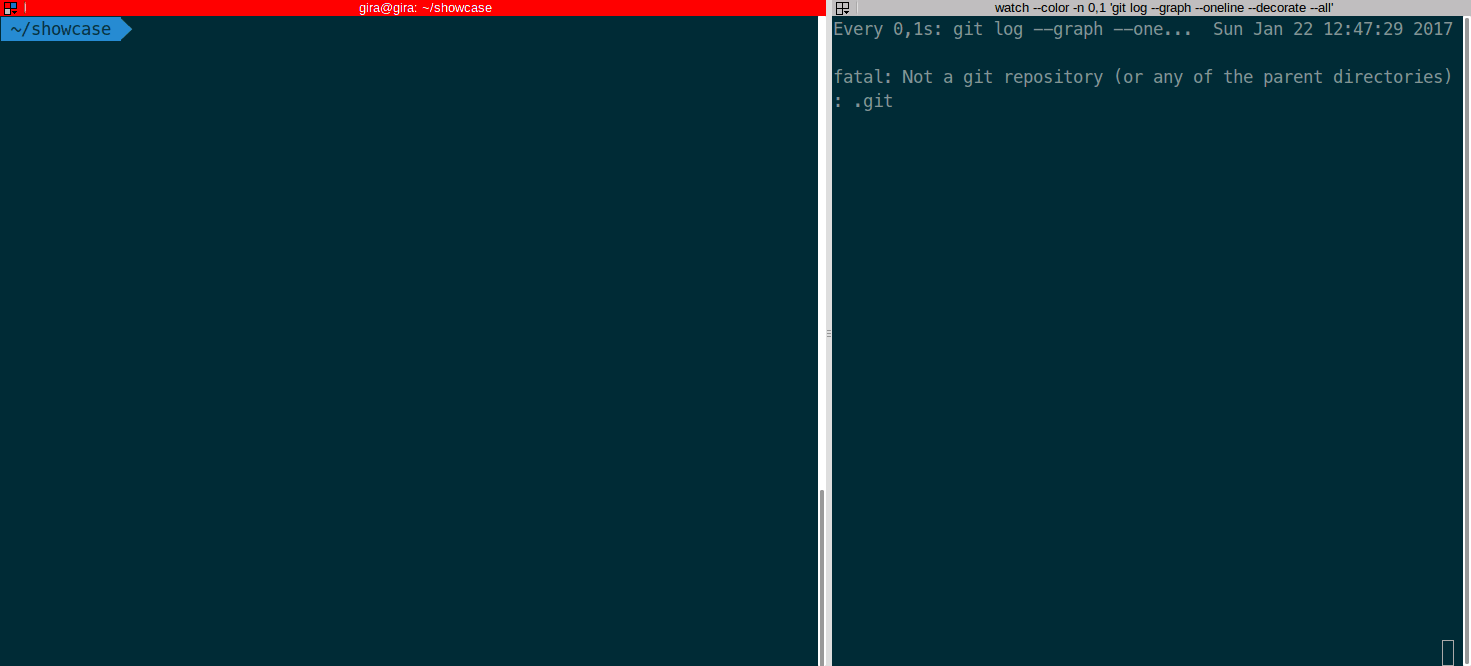 gira@gira: ~/showcase
~/showcase
watch --color -n 0,1 'git log --graph --oneline --decorate --all'
Every 0,1s: git log --graph --one...  Sun Jan 22 12:47:29 2017
fatal: Not a git repository (or any of the parent directories)
: .git